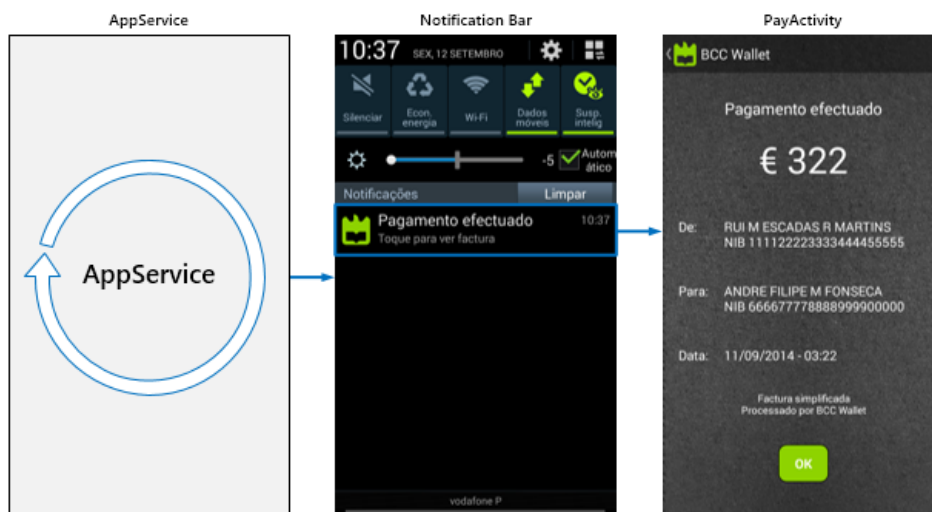 AppService
Notification Bar
PayActivity
AppService
10:37 SEX, 12 SETEMBRO
Silenciar
Econ. energia
Wi-Fi
Dados móveis
Susp. intelig
-5
Autom ático
Notificações
Limpar
Pagamento efectuado 10:37
Toque para ver factura
vodafone P
BCC Wallet
Pagamento efectuado
€ 322
De: RUI M ESCADAS R MARTINS
NIB 111122223333444455555
Para: ANDRE FILIPE M FONSECA
NIB 666677778888999900000
Data: 11/09/2014 - 03:22
Factura simplificada
Processado por BCC Wallet
OK